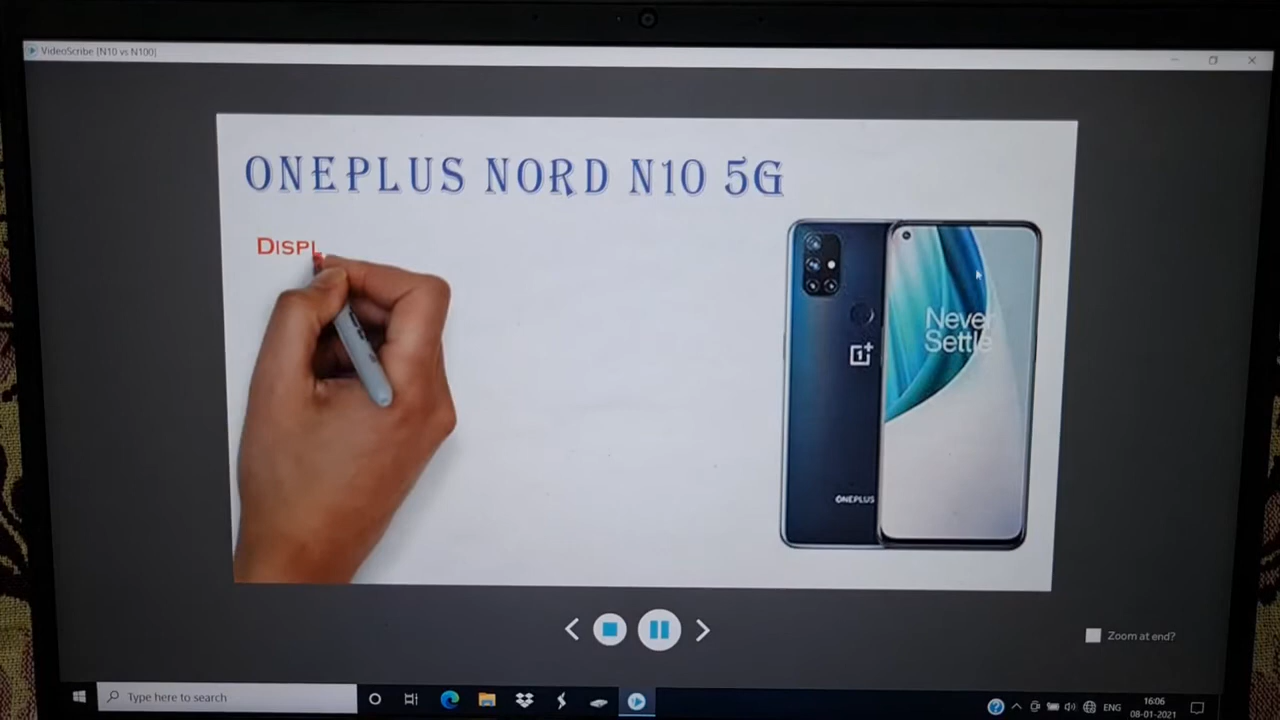 VideoScribe [N10 vs N100]
ONEPLUS NORD N10 5G
DISPL
Never
Settle
ONEPLUS
Zoom at end?
Type here to search
ENG
16:06
08-01-2021